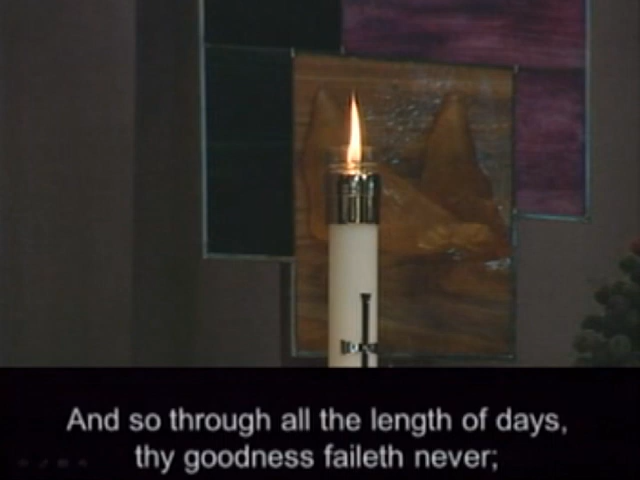 And so through all the length of days,
thy goodness faileth never;